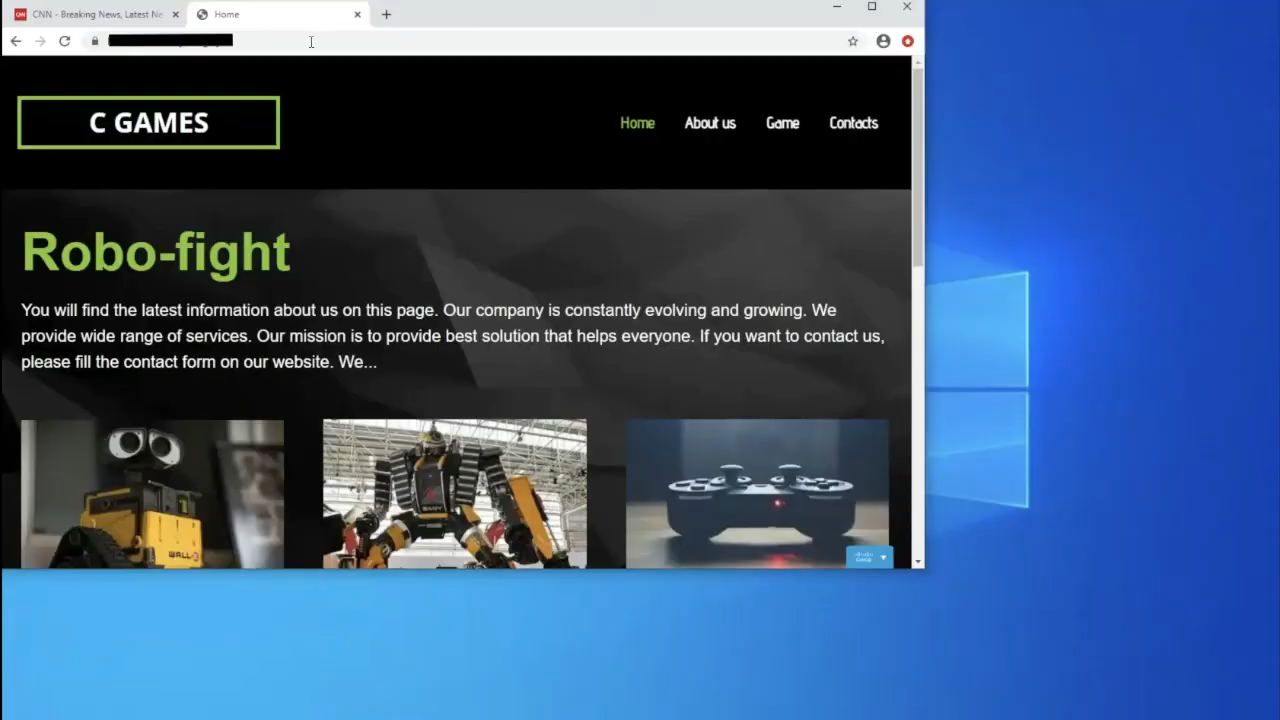 CNN - Breaking News, Latest Ne
Home
C GAMES
Home
About us
Game
Contacts
Robo-fight
You will find the latest information about us on this page. Our company is constantly evolving and growing. We
provide wide range of services. Our mission is to provide best solution that helps everyone. If you want to contact us,
please fill the contact form on our website. We...
WALL-E